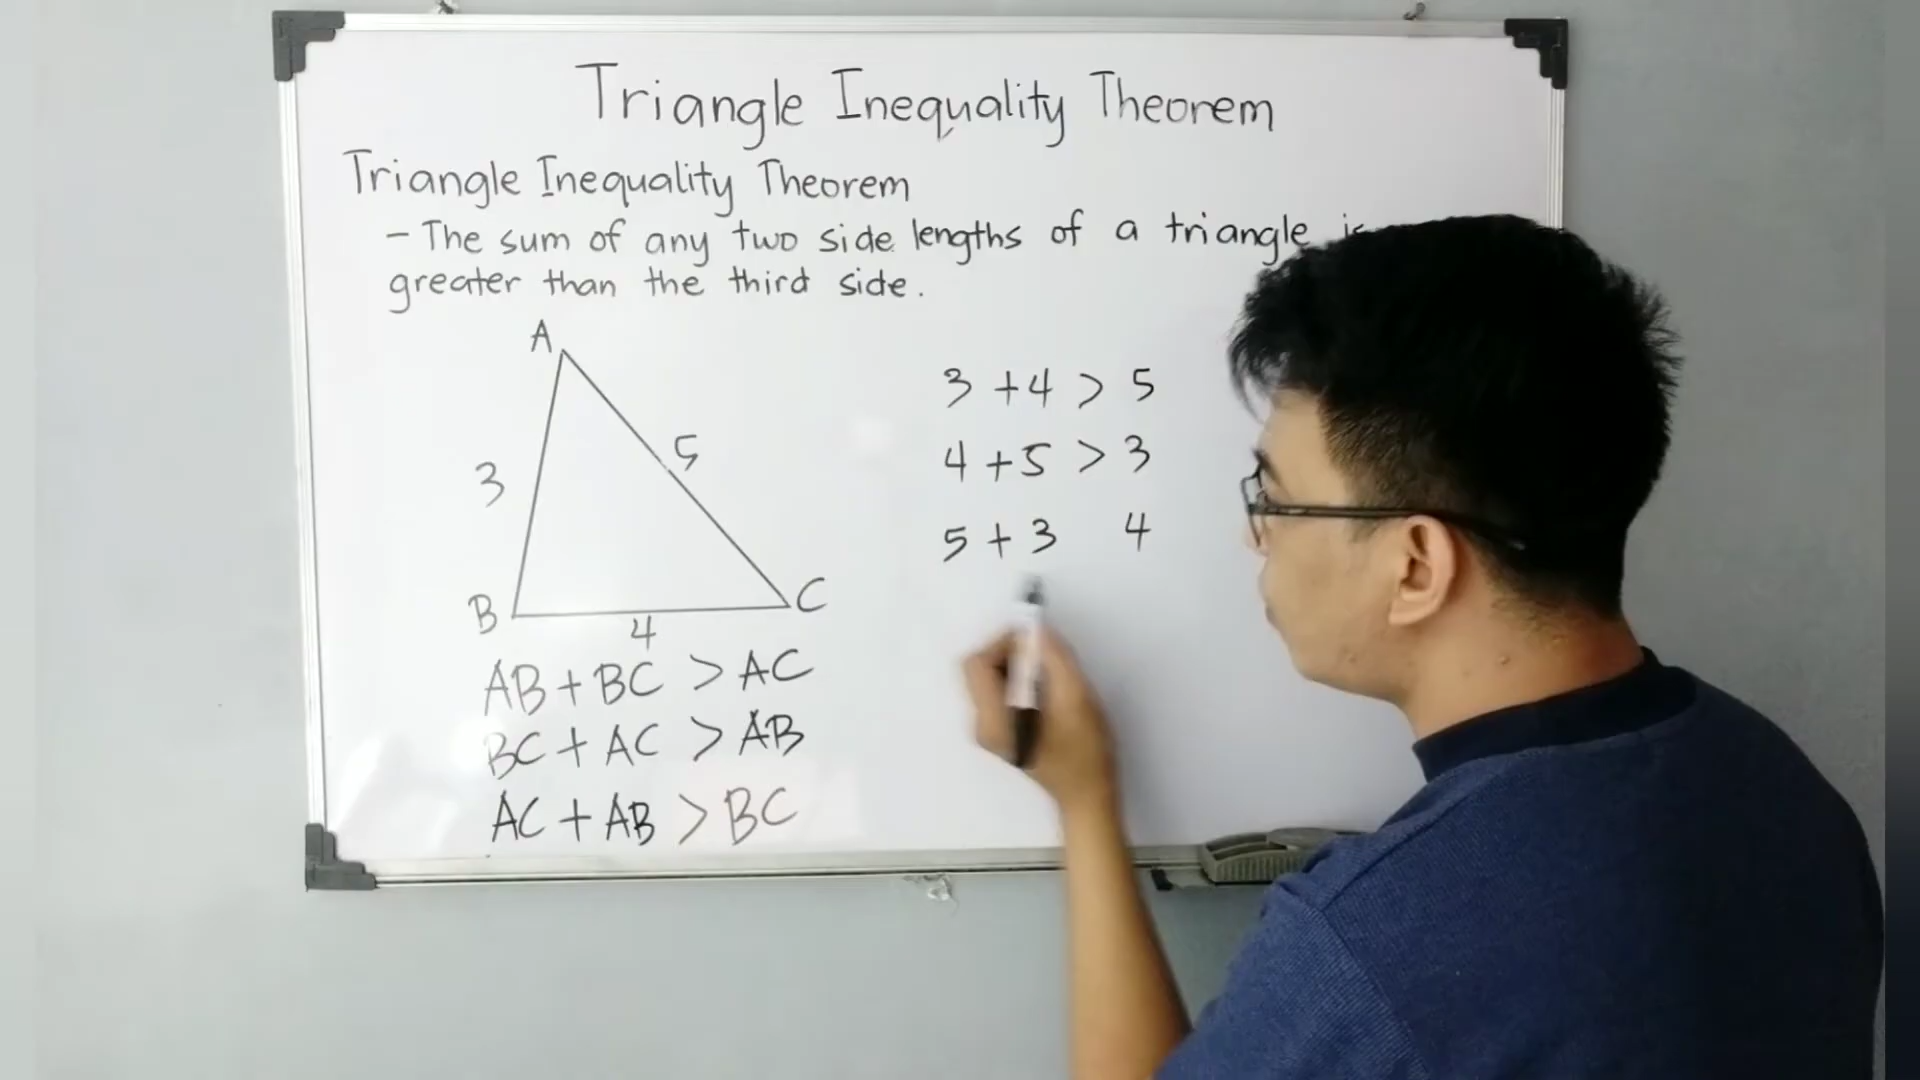 Triangle Inequality Theorem
Triangle Inequality Theorem
- The sum of any two side lengths of a triangle is
greater than the third side.
A
3
5
B
C
4
AB + BC > AC
BC + AC > AB
AC + AB > BC
3 + 4 > 5
4 + 5 > 3
5 + 3 4